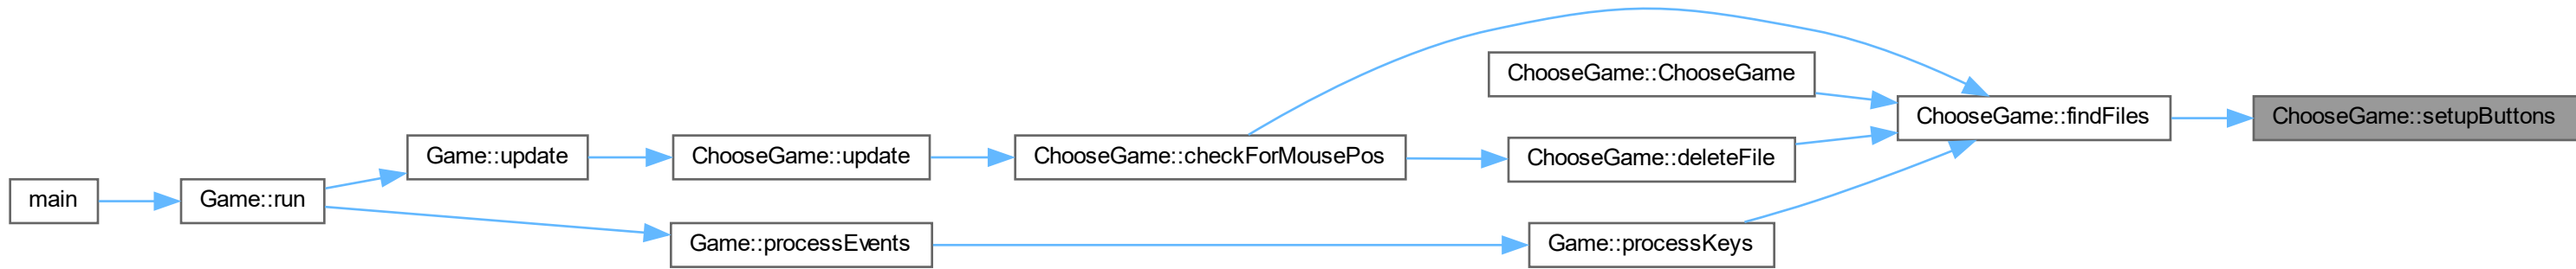 main
Game::run
Game::update
Game::processEvents
ChooseGame::update
ChooseGame::checkForMousePos
ChooseGame::ChooseGame
ChooseGame::deleteFile
Game::processKeys
ChooseGame::findFiles
ChooseGame::setupButtons